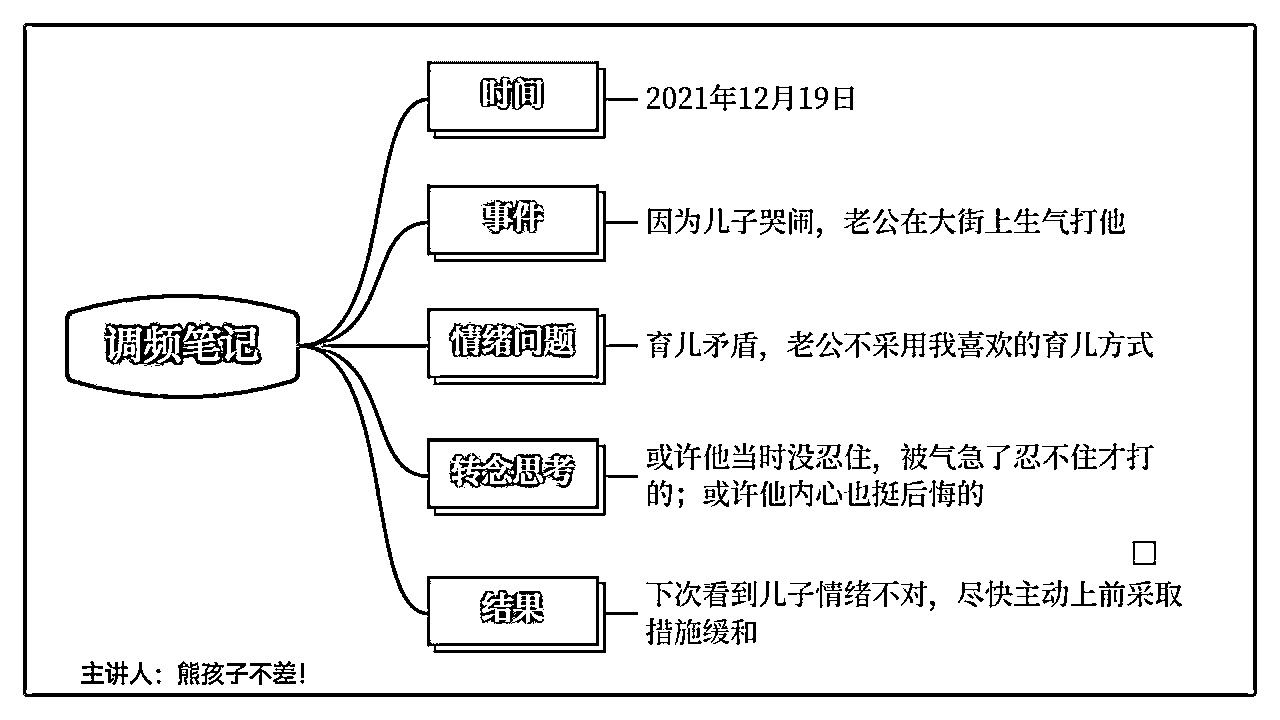 时间
2021年12月19日
事件
因为儿子哭闹，老公在大街上生气打他
调频笔记
情绪问题
育儿矛盾，老公不采用我喜欢的育儿方式
转念思考
或许他当时没忍住，被气急了忍不住才打
的；或许他内心也挺后悔的
结果
下次看到儿子情绪不对，尽快主动上前采取
措施缓和
主讲人：熊孩子不差！